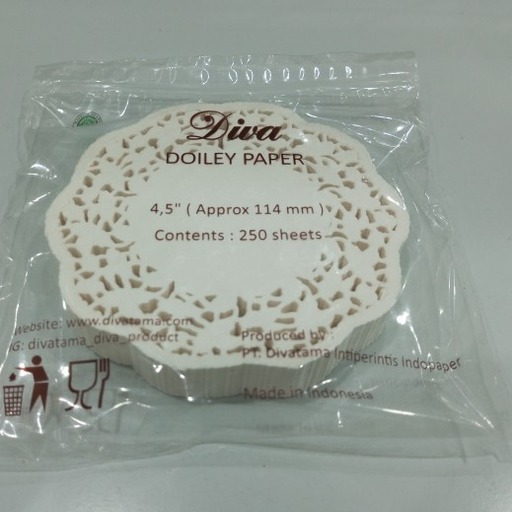 Diva
DOILEY PAPER
4,5" ( Approx 114 mm )
Contents : 250 sheets
website: www.divatama.com
IG: divatama_diva_product
Produced by :
PT. Divatama Intiperintis Indopaper
Made in Indonesia